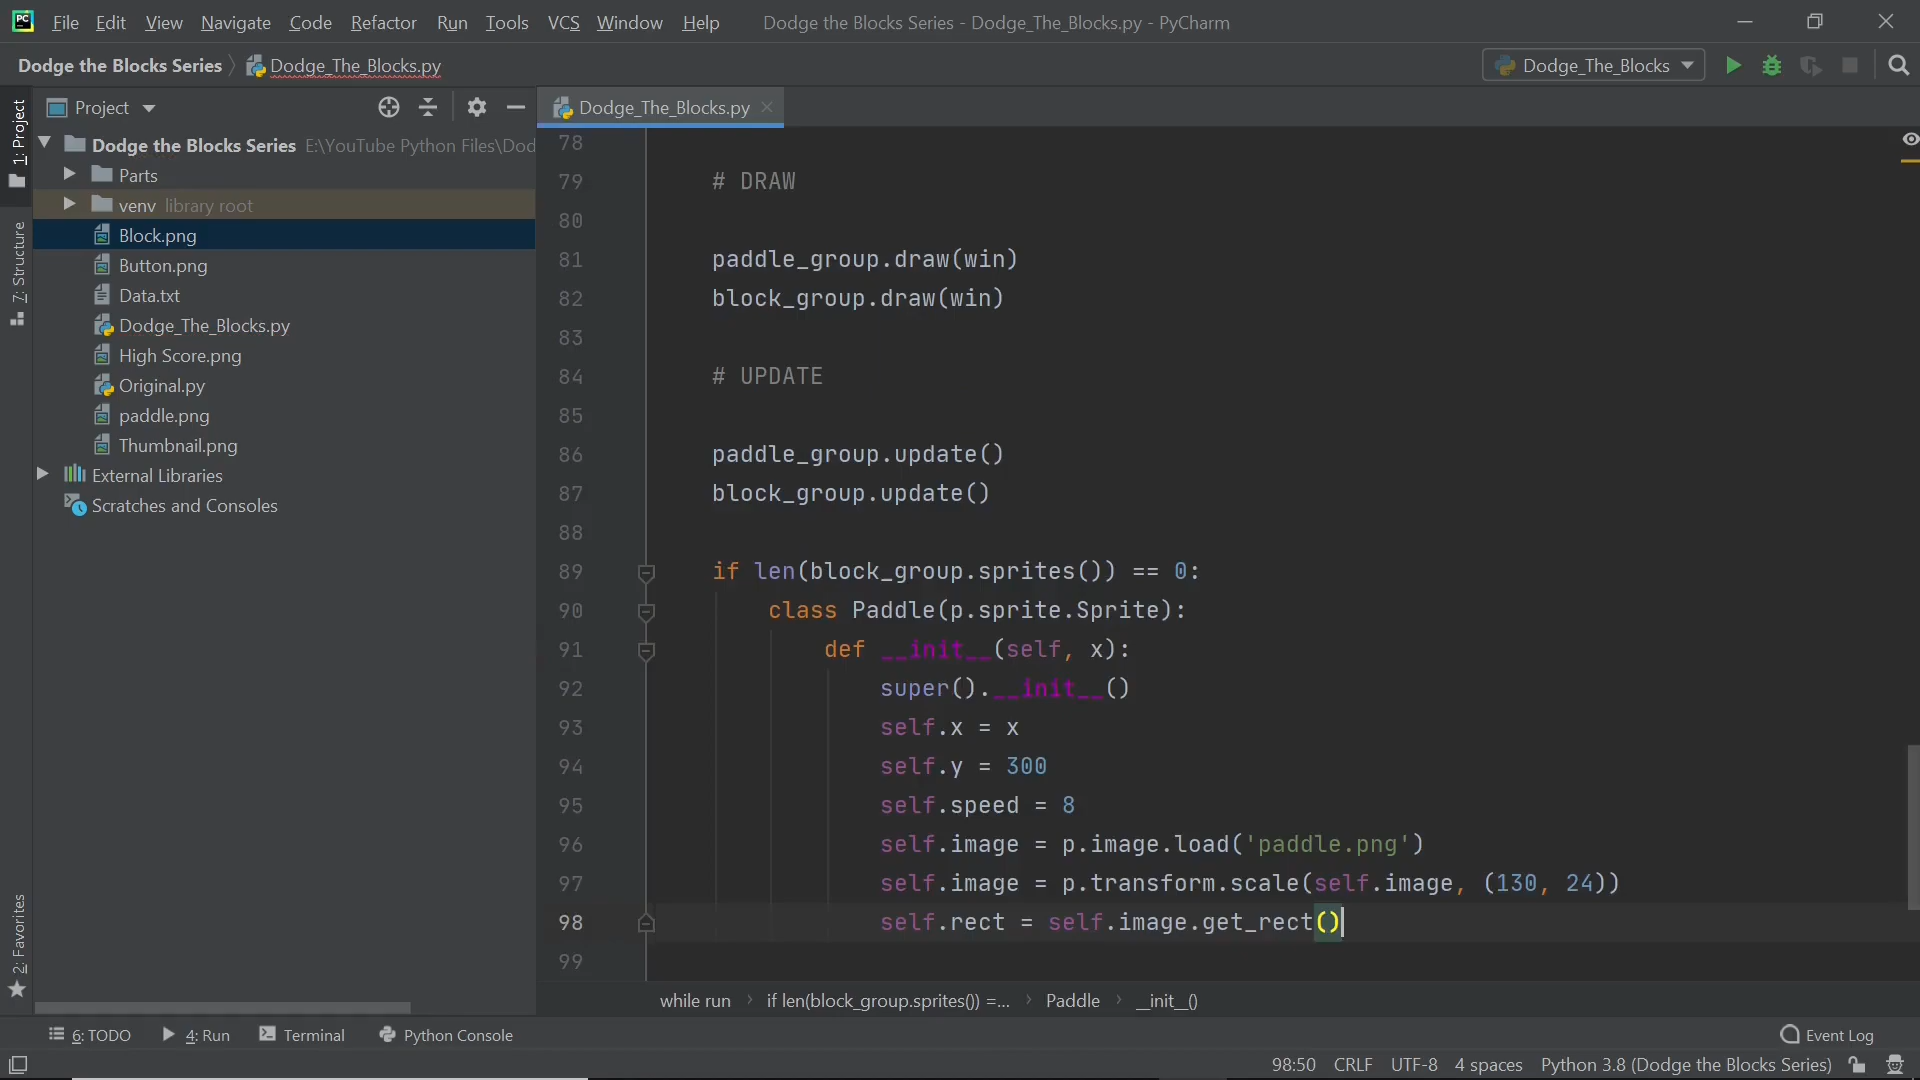 PC File Edit View Navigate Code Refactor Run Tools VCS Window Help Dodge the Blocks Series - Dodge_The_Blocks.py - PyCharm
Dodge the Blocks Series Dodge_The_Blocks.py Dodge_The_Blocks
1: Project
7: Structure
2: Favorites
Project
Dodge the Blocks Series E:\YouTube Python Files\Dod
Parts
venv library root
Block.png
Button.png
Data.txt
Dodge_The_Blocks.py
High Score.png
Original.py
paddle.png
Thumbnail.png
External Libraries
Scratches and Consoles
Dodge_The_Blocks.py
78
79 # DRAW
80
81 paddle_group.draw(win)
82 block_group.draw(win)
83
84 # UPDATE
85
86 paddle_group.update()
87 block_group.update()
88
89 if len(block_group.sprites()) == 0:
90 class Paddle(p.sprite.Sprite):
91 def __init__(self, x):
92 super().__init__()
93 self.x = x
94 self.y = 300
95 self.speed = 8
96 self.image = p.image.load('paddle.png')
97 self.image = p.transform.scale(self.image, (130, 24))
98 self.rect = self.image.get_rect()
99
while run if len(block_group.sprites()) =... Paddle __init__()
6: TODO 4: Run Terminal Python Console Event Log
98:50 CRLF UTF-8 4 spaces Python 3.8 (Dodge the Blocks Series)